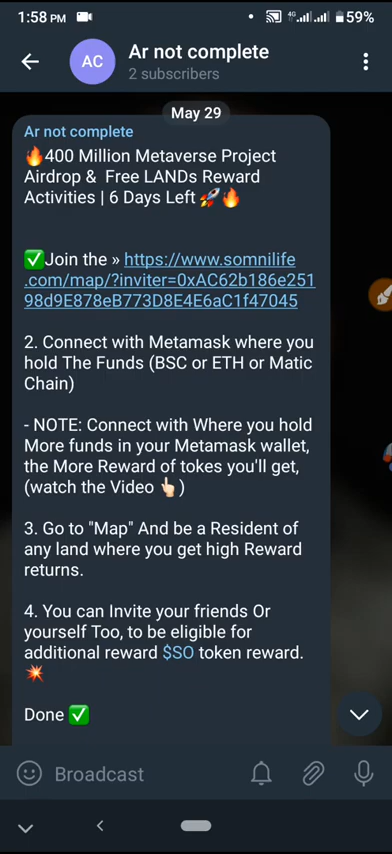 1:58 PM
4G
59%
AC
Ar not complete
2 subscribers
May 29
Ar not complete
🔥400 Million Metaverse Project
Airdrop & Free LANDs Reward
Activities | 6 Days Left 🚀🔥
✅Join the » https://www.somnilife
.com/map/?inviter=0xAC62b186e251
98d9E878eB773D8E4E6aC1f47045
2. Connect with Metamask where you
hold The Funds (BSC or ETH or Matic
Chain)
- NOTE: Connect with Where you hold
More funds in your Metamask wallet,
the More Reward of tokes you'll get,
(watch the Video 👆🏻)
3. Go to "Map" And be a Resident of
any land where you get high Reward
returns.
4. You can Invite your friends Or
yourself Too, to be eligible for
additional reward $SO token reward.
💥
Done ✅
Broadcast